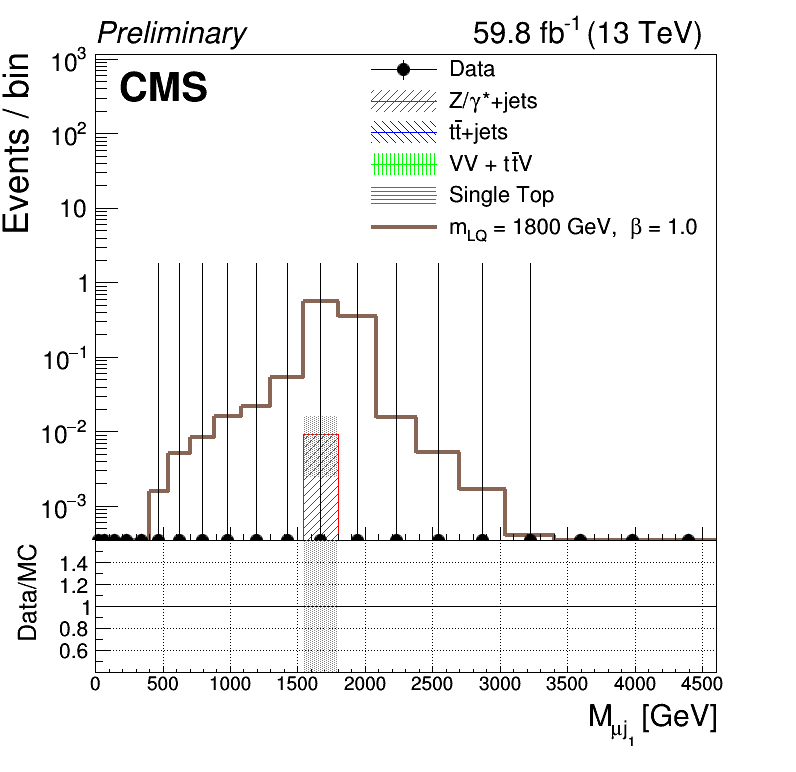 Preliminary 59.8 fb⁻¹ (13 TeV)
CMS
Events / bin
10³
10²
10
1
10⁻¹
10⁻²
10⁻³
Data
Z/γ*+jets
tt̄+jets
VV + tt̄V
Single Top
m_LQ = 1800 GeV, β = 1.0
Data/MC
1.4
1.2
1
0.8
0.6
0 500 1000 1500 2000 2500 3000 3500 4000 4500
M_μj₁ [GeV]